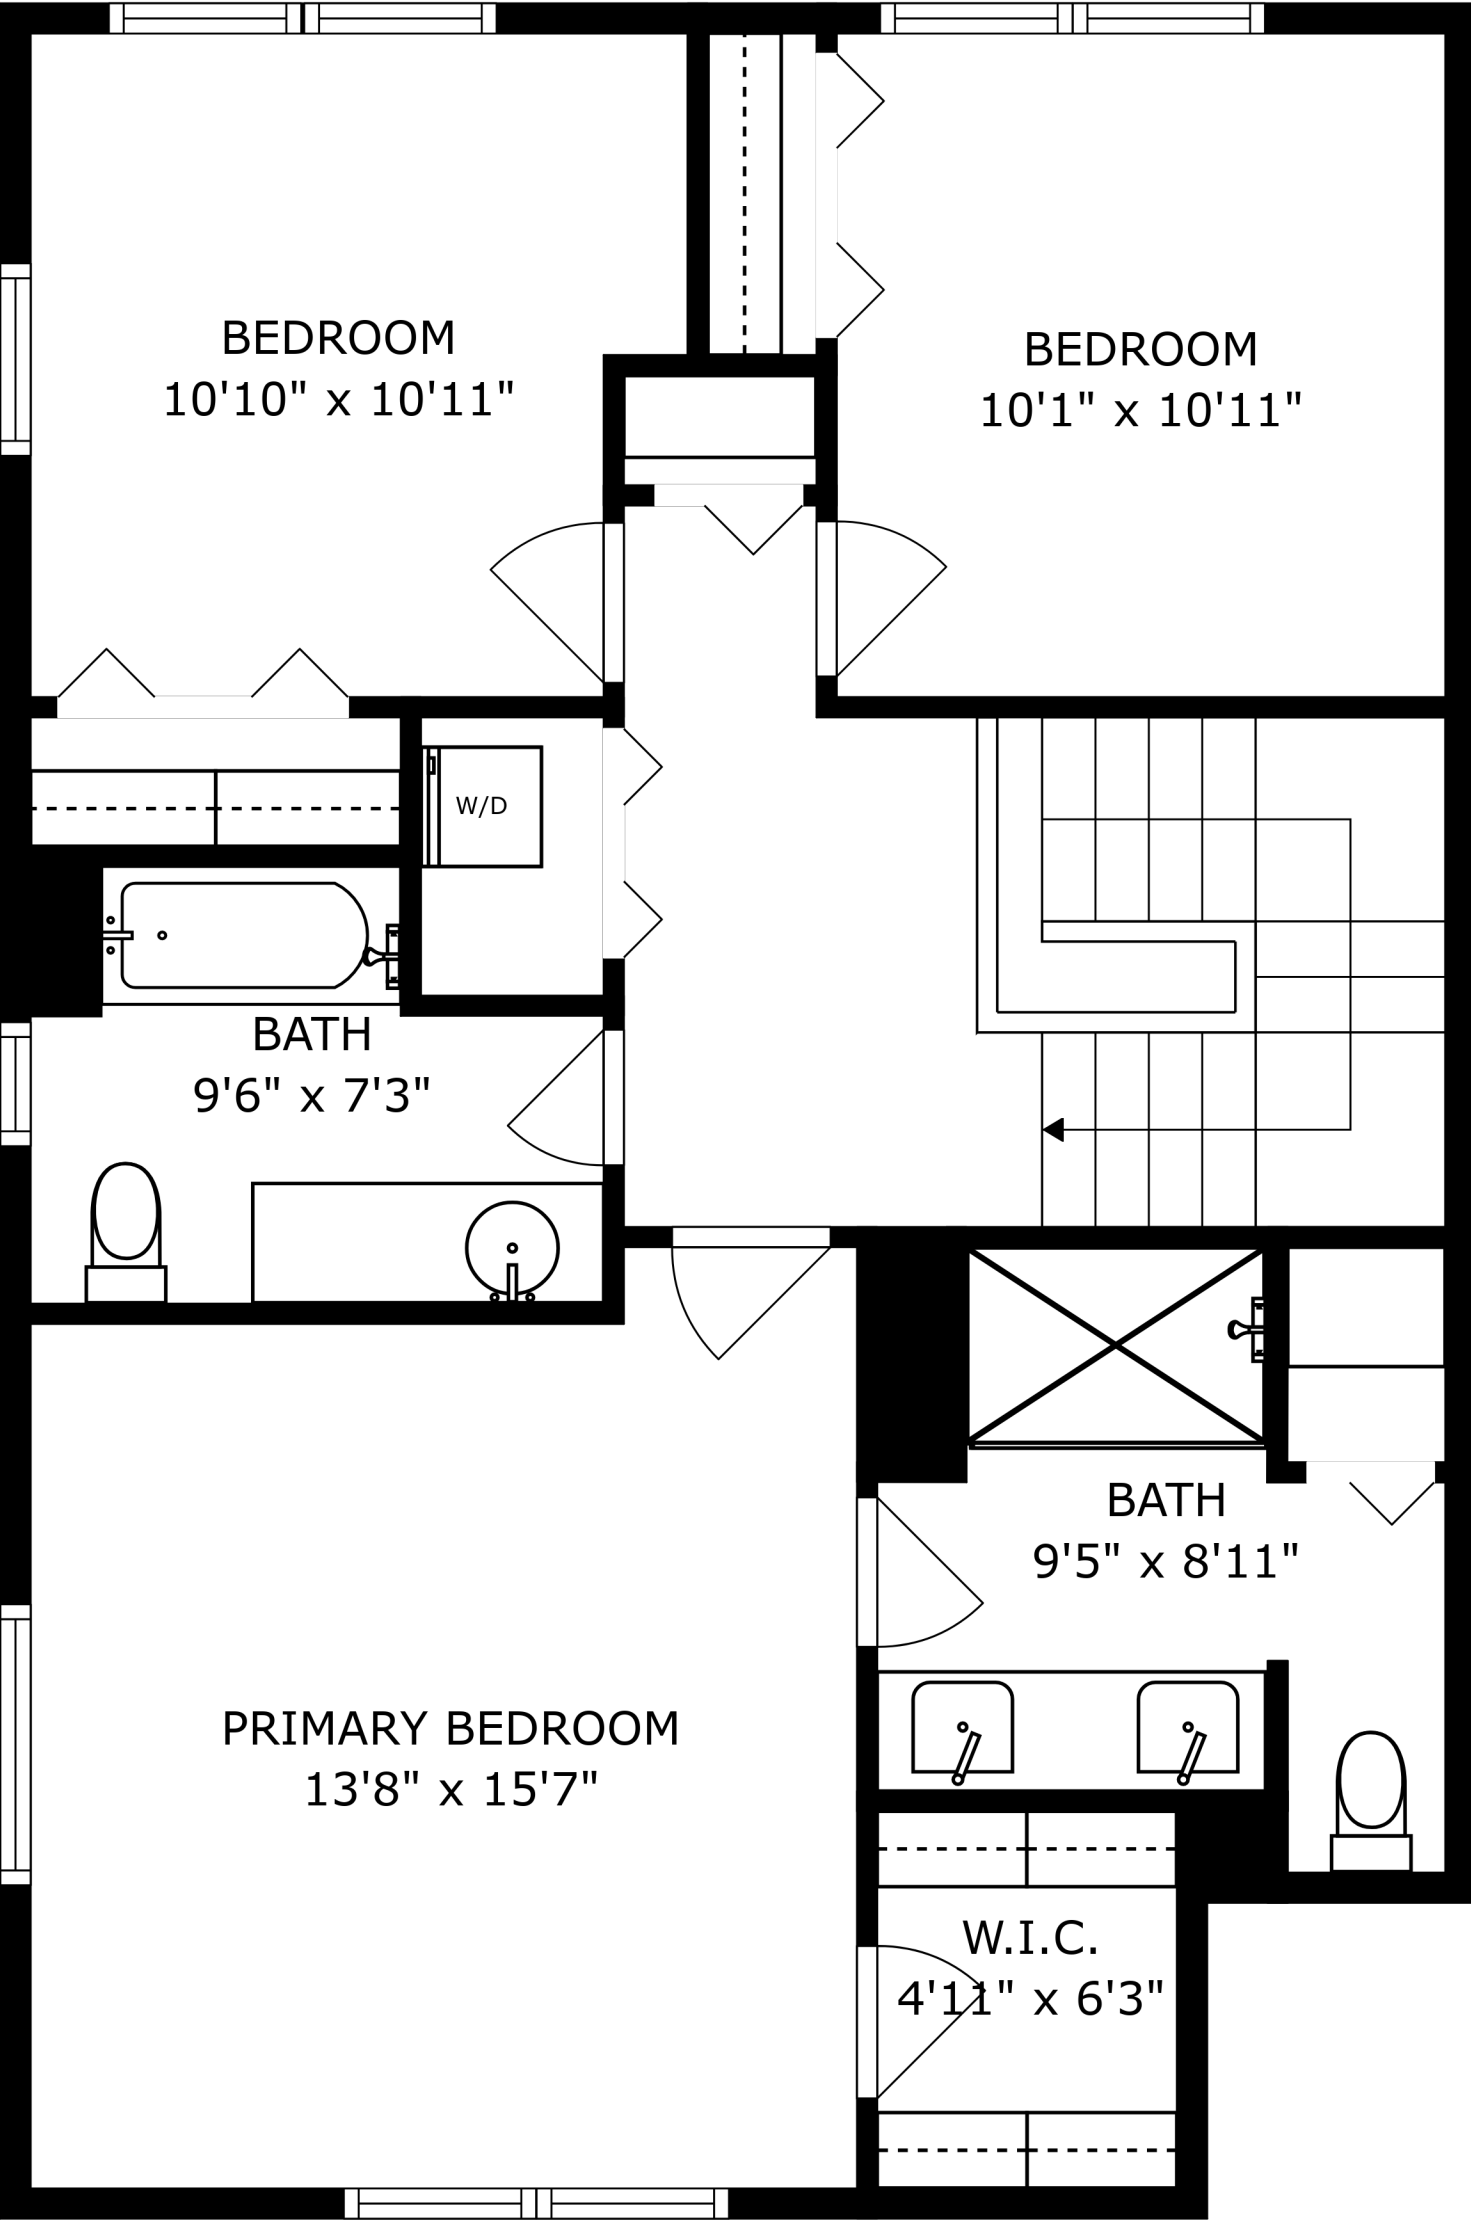 BEDROOM
10'10" x 10'11"
BEDROOM
10'1" x 10'11"
W/D
BATH
9'6" x 7'3"
BATH
9'5" x 8'11"
PRIMARY BEDROOM
13'8" x 15'7"
W.I.C.
4'11" x 6'3"